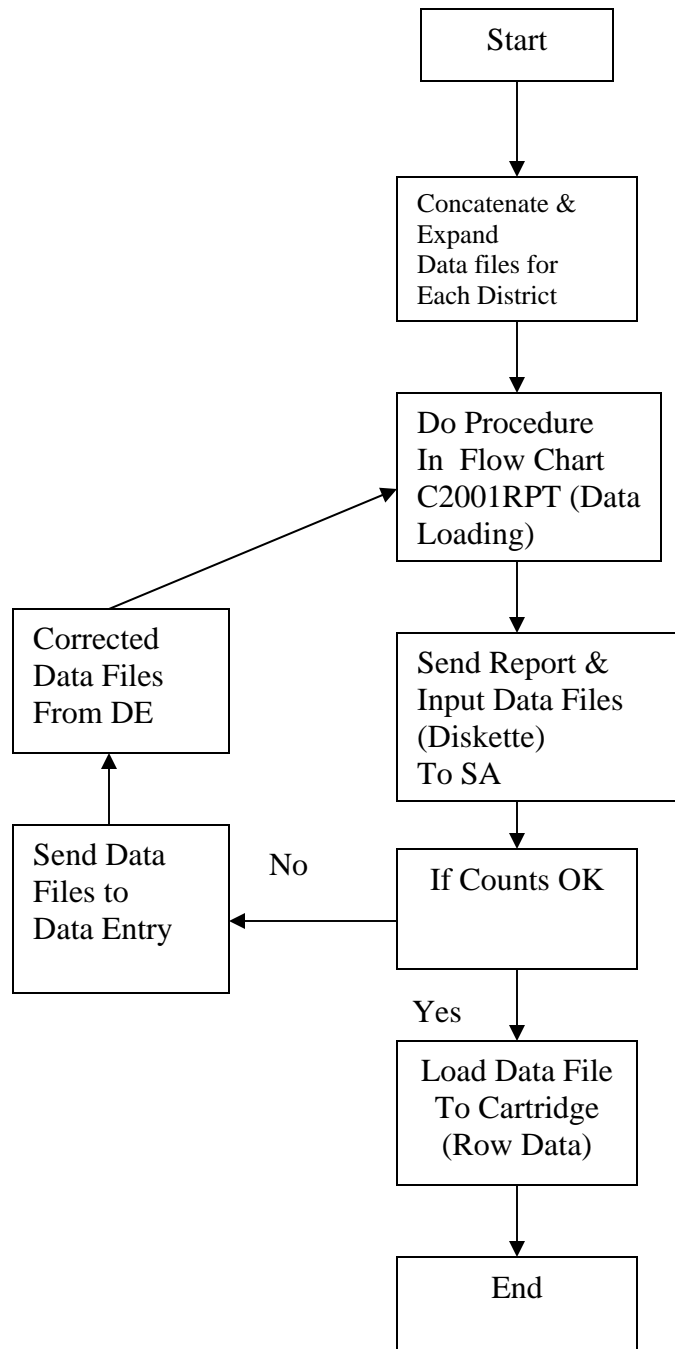 Start
Concatenate &
Expand
Data files for
Each District
Do Procedure
In Flow Chart
C2001RPT (Data
Loading)
Corrected
Data Files
From DE
Send Report &
Input Data Files
(Diskette)
To SA
Send Data
Files to
Data Entry
No
If Counts OK
Yes
Load Data File
To Cartridge
(Row Data)
End